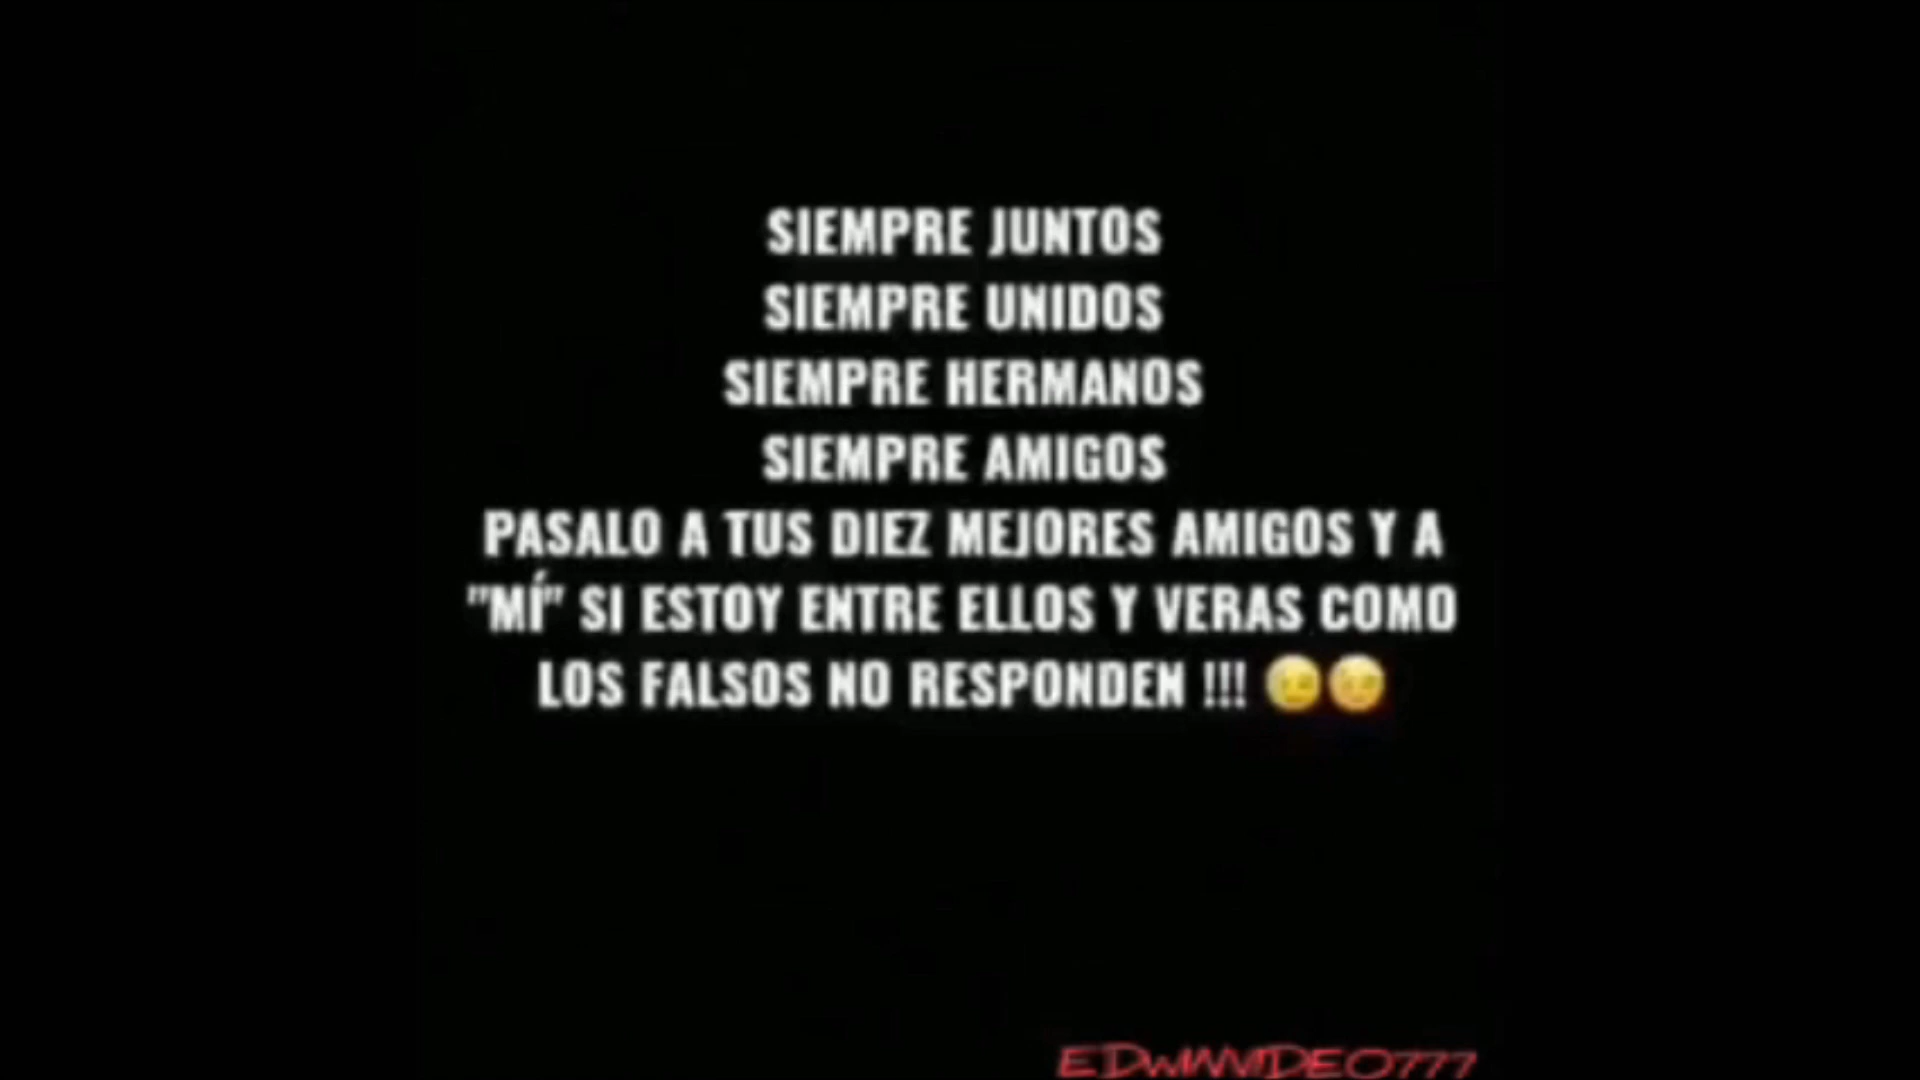 SIEMPRE JUNTOS
SIEMPRE UNIDOS
SIEMPRE HERMANOS
SIEMPRE AMIGOS
PASALO A TUS DIEZ MEJORES AMIGOS Y A
"MÍ" SI ESTOY ENTRE ELLOS Y VERAS COMO
LOS FALSOS NO RESPONDEN !!! 😉😉
EDWINVIDEO777